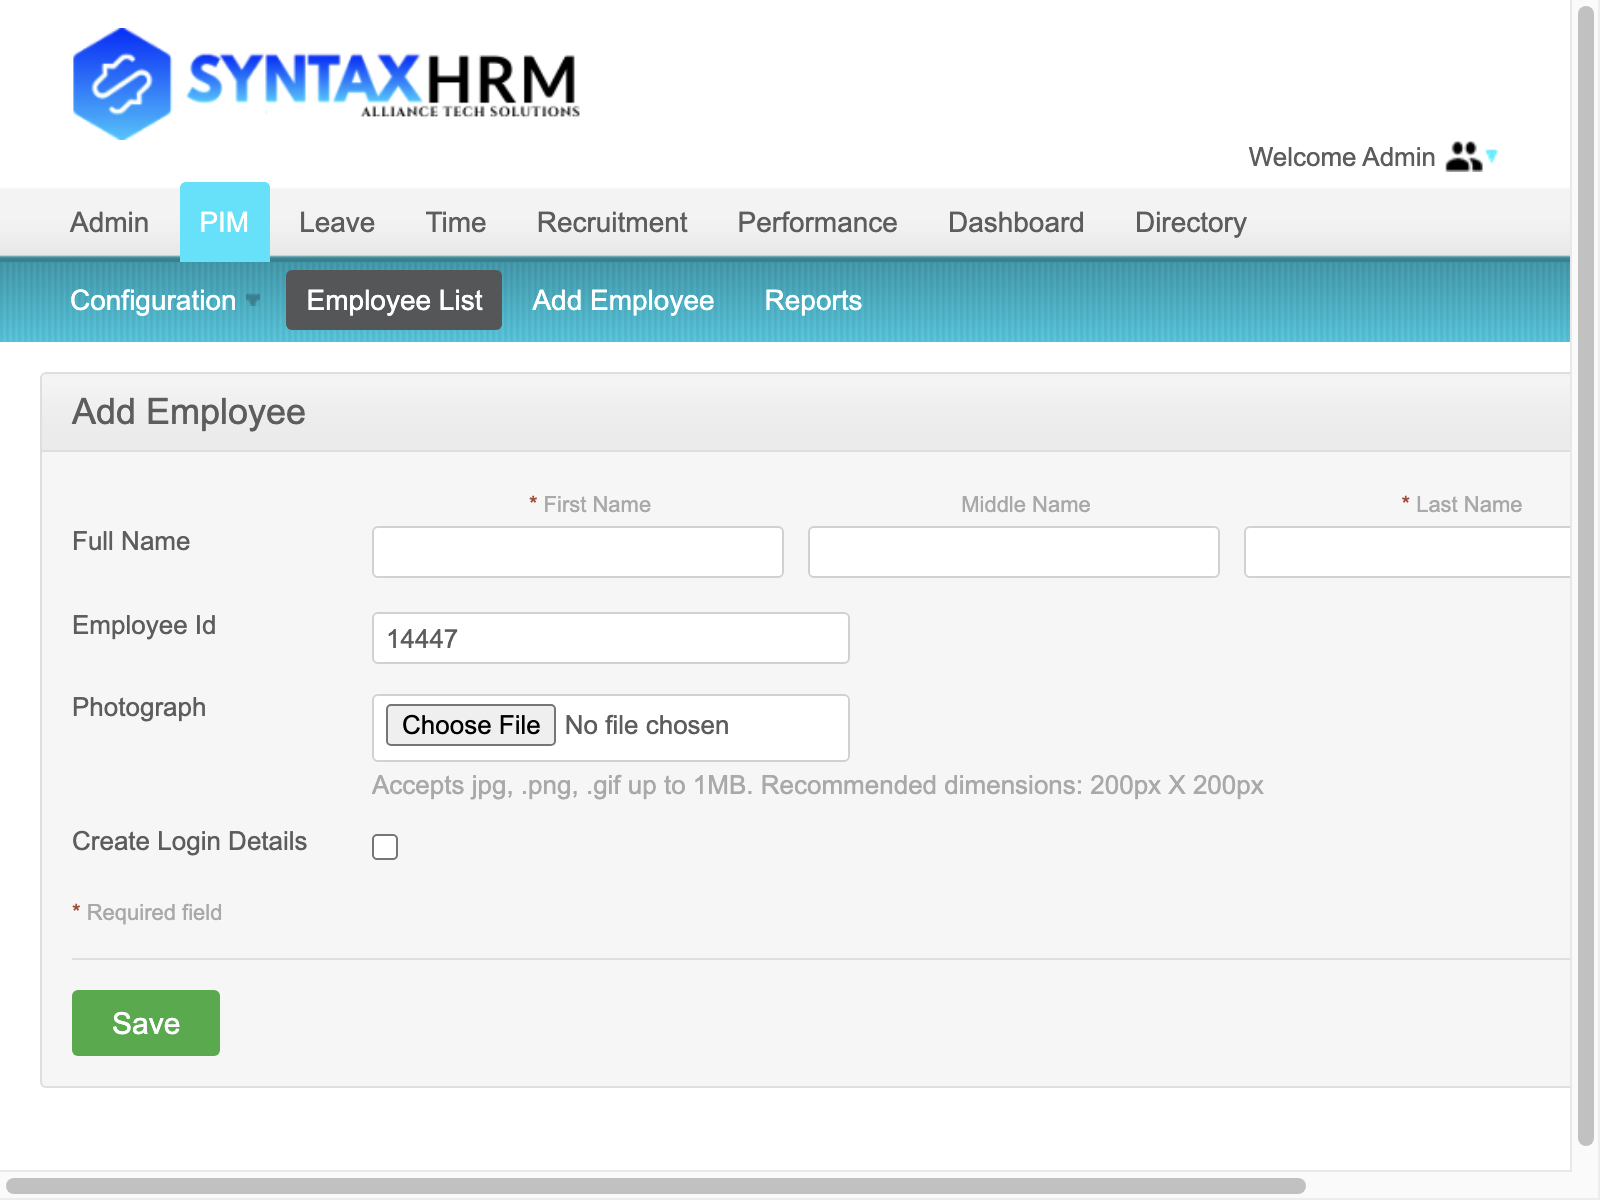 SYNTAXHRM
ALLIANCE TECH SOLUTIONS
Welcome Admin
Admin PIM Leave Time Recruitment Performance Dashboard Directory
Configuration Employee List Add Employee Reports
Add Employee
* First Name Middle Name * Last Name
Full Name
Employee Id 14447
Photograph Choose File No file chosen
Accepts jpg, .png, .gif up to 1MB. Recommended dimensions: 200px X 200px
Create Login Details
* Required field
Save